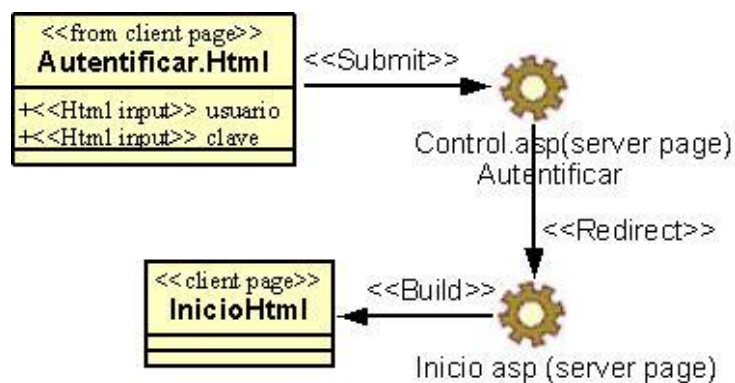 <<from client page>>
Autentificar.Html
<<Submit>>
+<<Html input>> usuario
+<<Html input>> clave
Control.asp(server page)
Autentificar
<<Redirect>>
<<client page>>
InicioHtml
<<Build>>
Inicio asp (server page)